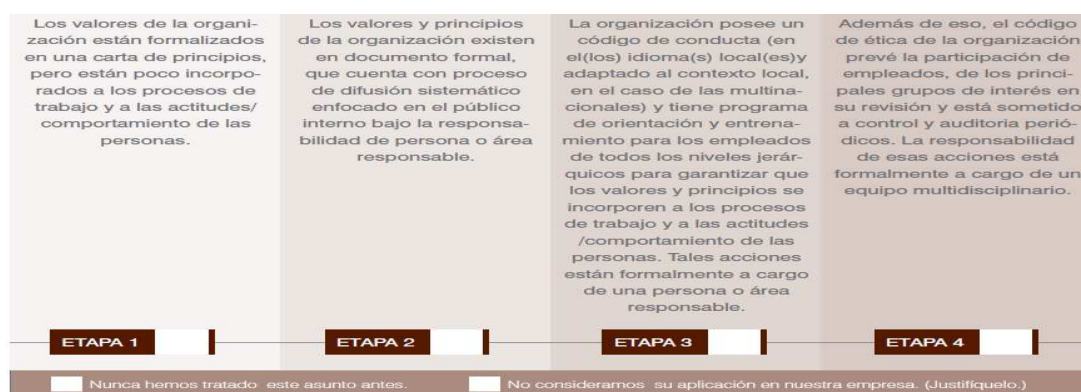 Los valores de la organi-
zación están formalizados
en una carta de principios,
pero están poco incorpo-
rados a los procesos de
trabajo y a las actitudes/
comportamiento de las
personas.
Los valores y principios
de la organización existen
en documento formal,
que cuenta con proceso
de difusión sistemático
enfocado en el público
interno bajo la responsa-
bilidad de persona o área
responsable.
La organización posee un
código de conducta (en
el(los) idioma(s) local(es)y
adaptado al contexto local,
en el caso de las multina-
cionales) y tiene programa
de orientación y entrena-
miento para los empleados
de todos los niveles jerár-
quicos para garantizar que
los valores y principios se
incorporen a los procesos
de trabajo y a las actitudes
/comportamiento de las
personas. Tales acciones
están formalmente a cargo
de una persona o área
responsable.
Además de eso, el código
de ética de la organización
prevé la participación de
empleados, de los princi-
pales grupos de interés en
su revisión y está sometido
a control y auditoria perió-
dicos. La responsabilidad
de esas acciones está
formalmente a cargo de un
equipo multidisciplinario.
ETAPA 1
ETAPA 2
ETAPA 3
ETAPA 4
Nunca hemos tratado este asunto antes.
No consideramos su aplicación en nuestra empresa. (Justifíquelo.)